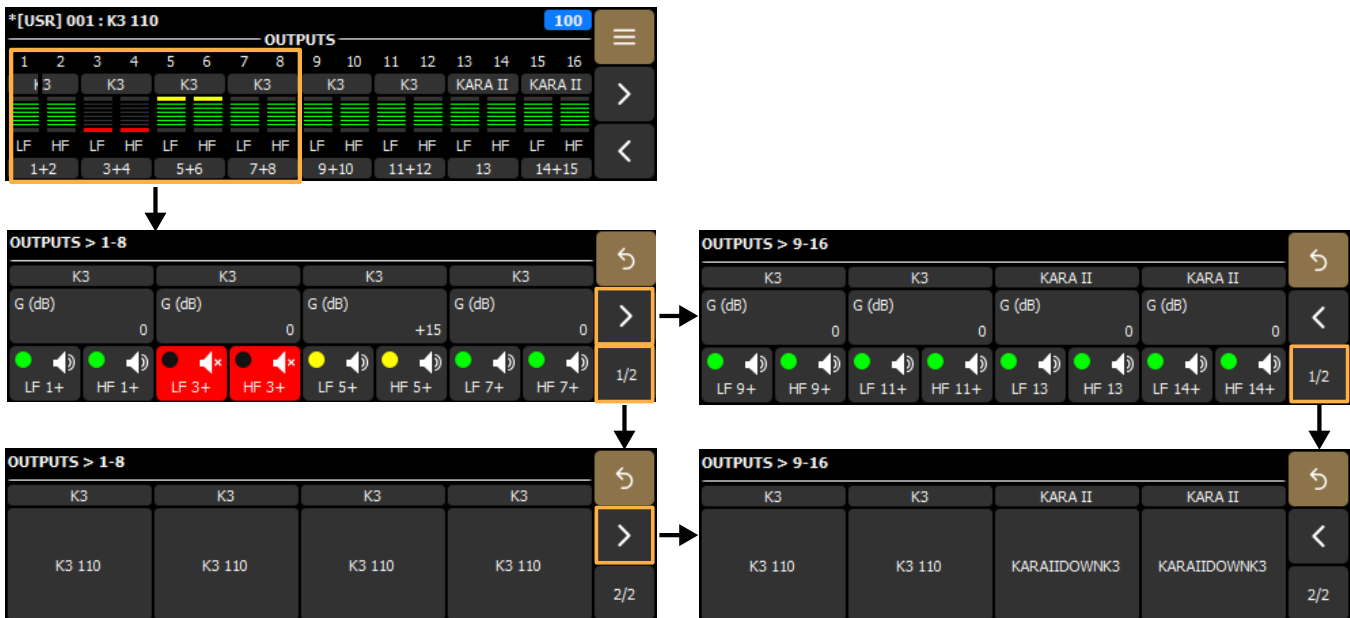 *[USR] 001 : K3 110 100
OUTPUTS
1 2 3 4 5 6 7 8 9 10 11 12 13 14 15 16
K3 K3 K3 K3 K3 K3 KARA II KARA II
LF HF LF HF LF HF LF HF LF HF LF HF LF HF LF HF
1+2 3+4 5+6 7+8 9+10 11+12 13 14+15
OUTPUTS > 1-8
K3 K3 K3 K3
G (dB) G (dB) G (dB) G (dB)
0 0 +15 0
LF 1+ HF 1+ LF 3+ HF 3+ LF 5+ HF 5+ LF 7+ HF 7+
1/2
OUTPUTS > 9-16
K3 K3 KARA II KARA II
G (dB) G (dB) G (dB) G (dB)
0 0 0 0
LF 9+ HF 9+ LF 11+ HF 11+ LF 13 HF 13 LF 14+ HF 14+
1/2
OUTPUTS > 1-8
K3 K3 K3 K3
K3 110 K3 110 K3 110 K3 110
2/2
OUTPUTS > 9-16
K3 K3 KARA II KARA II
K3 110 K3 110 KARAIIDOWNK3 KARAIIDOWNK3
2/2